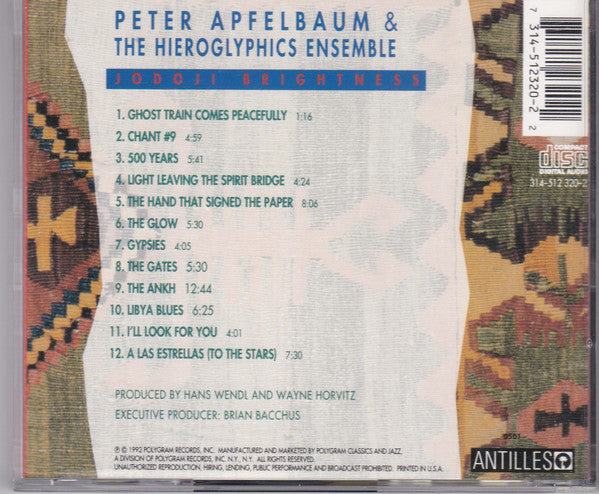 PETER APFELBAUM &
THE HIEROGLYPHICS ENSEMBLE
JODOJI BRIGHTNESS
1. GHOST TRAIN COMES PEACEFULLY 1:16
2. CHANT #9 4:59
3. 500 YEARS 5:41
4. LIGHT LEAVING THE SPIRIT BRIDGE 4:24
5. THE HAND THAT SIGNED THE PAPER 8:06
6. THE GLOW 5:30
7. GYPSIES 4:05
8. THE GATES 5:30
9. THE ANKH 12:44
10. LIBYA BLUES 6:25
11. I'LL LOOK FOR YOU 4:01
12. A LAS ESTRELLAS (TO THE STARS) 7:30
PRODUCED BY HANS WENDL AND WAYNE HORVITZ
EXECUTIVE PRODUCER: BRIAN BACCHUS
℗ © 1992 POLYGRAM RECORDS, INC. MANUFACTURED AND MARKETED BY POLYGRAM CLASSICS AND JAZZ,
A DIVISION OF POLYGRAM RECORDS, INC. N.Y., N.Y. ALL RIGHTS RESERVED.
UNAUTHORIZED REPRODUCTION, HIRING, LENDING, PUBLIC PERFORMANCE AND BROADCAST PROHIBITED. PRINTED IN U.S.A.
7 314-512320-2 2
COMPACT
disc
DIGITAL AUDIO
314-512 320-2
0501
ANTILLES